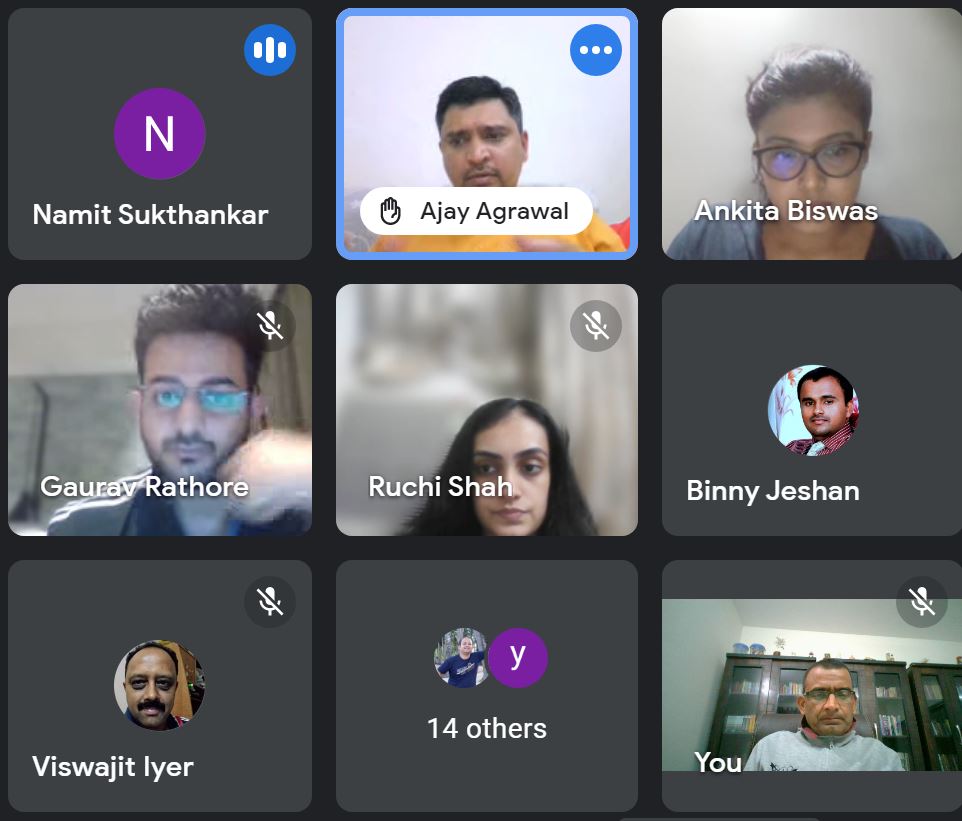 N
Namit Sukthankar
Ajay Agrawal
Ankita Biswas
Gaurav Rathore
Ruchi Shah
Binny Jeshan
Viswajit Iyer
y
14 others
You